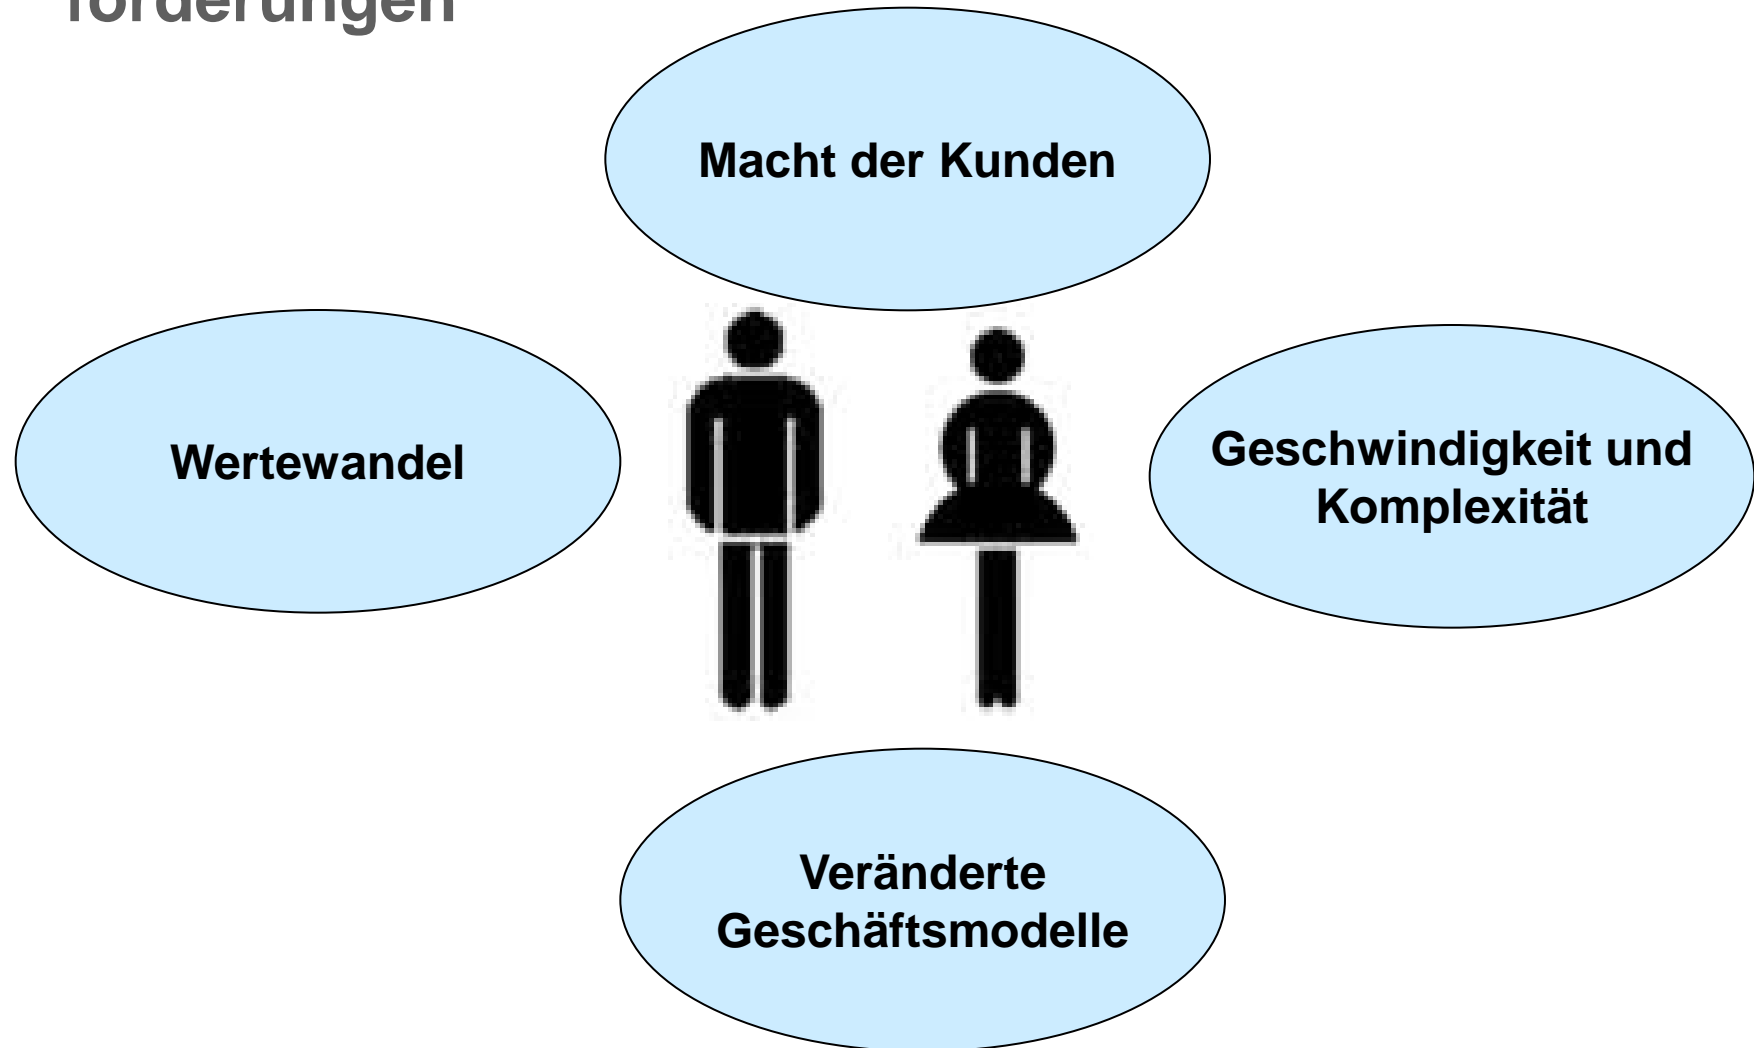 forderungen
Macht der Kunden
Wertewandel
Geschwindigkeit und
Komplexität
Veränderte
Geschäftsmodelle